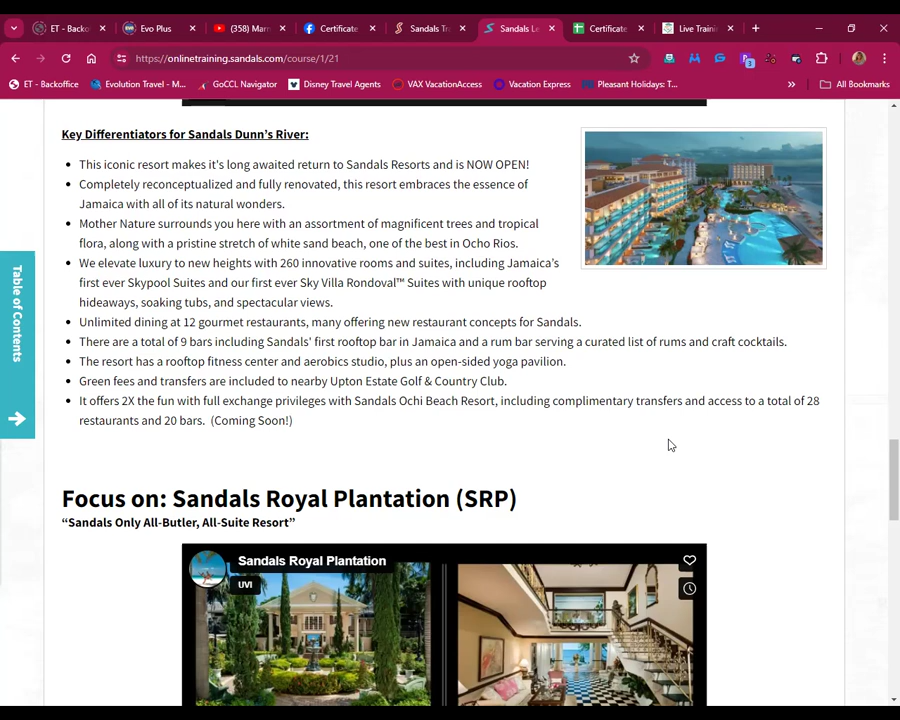 ET - Backo
Evo Plus
(358) Marr
Certificate
Sandals Tr
Sandals L
Certificate
Live Traini
https://onlinetraining.sandals.com/course/1/21
3
ET - Backoffice
Evolution Travel - M...
GoCCL Navigator
Disney Travel Agents
VAX VacationAccess
Vacation Express
Pleasant Holidays: T...
All Bookmarks
Key Differentiators for Sandals Dunn's River:
• This iconic resort makes it's long awaited return to Sandals Resorts and is NOW OPEN!
• Completely reconceptualized and fully renovated, this resort embraces the essence of
Jamaica with all of its natural wonders.
• Mother Nature surrounds you here with an assortment of magnificent trees and tropical
flora, along with a pristine stretch of white sand beach, one of the best in Ocho Rios.
• We elevate luxury to new heights with 260 innovative rooms and suites, including Jamaica's
first ever Skypool Suites and our first ever Sky Villa Rondoval™ Suites with unique rooftop
hideaways, soaking tubs, and spectacular views.
• Unlimited dining at 12 gourmet restaurants, many offering new restaurant concepts for Sandals.
• There are a total of 9 bars including Sandals' first rooftop bar in Jamaica and a rum bar serving a curated list of rums and craft cocktails.
• The resort has a rooftop fitness center and aerobics studio, plus an open-sided yoga pavilion.
• Green fees and transfers are included to nearby Upton Estate Golf & Country Club.
• It offers 2X the fun with full exchange privileges with Sandals Ochi Beach Resort, including complimentary transfers and access to a total of 28
restaurants and 20 bars. (Coming Soon!)
Table of Contents
Focus on: Sandals Royal Plantation (SRP)
“Sandals Only All-Butler, All-Suite Resort”
Sandals Royal Plantation
UVI